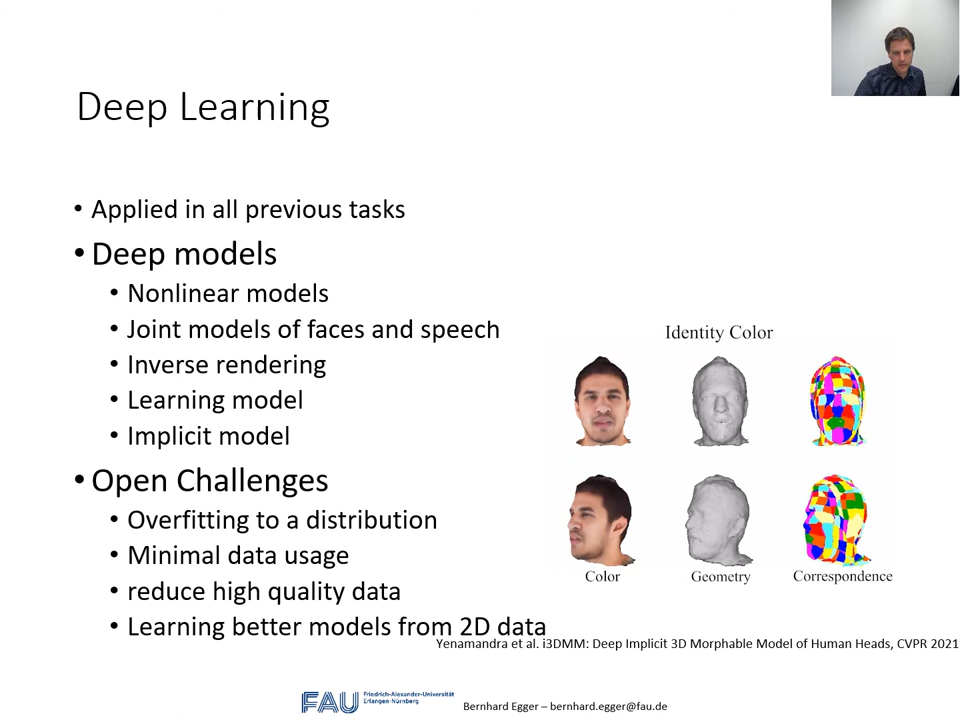 Deep Learning
• Applied in all previous tasks
• Deep models
• Nonlinear models
• Joint models of faces and speech
• Inverse rendering
• Learning model
• Implicit model
• Open Challenges
• Overfitting to a distribution
• Minimal data usage
• reduce high quality data
• Learning better models from 2D data
Identity Color
Color Geometry Correspondence
Yenamandra et al. i3DMM: Deep Implicit 3D Morphable Model of Human Heads, CVPR 2021
FAU Friedrich-Alexander-Universität
Erlangen-Nürnberg
Bernhard Egger – bernhard.egger@fau.de